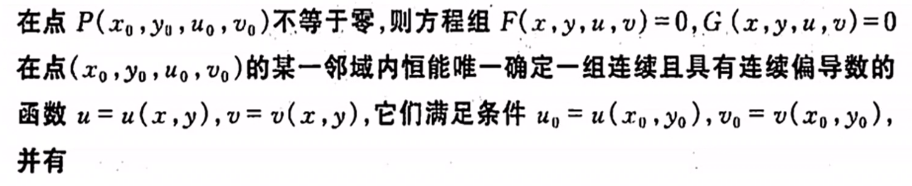 在点 P(x₀,y₀,u₀,v₀)不等于零,则方程组 F(x,y,u,v)=0,G(x,y,u,v)=0
在点(x₀,y₀,u₀,v₀)的某一邻域内恒能唯一确定一组连续且具有连续偏导数的
函数 u=u(x,y),v=v(x,y),它们满足条件 u₀=u(x₀,y₀),v₀=v(x₀,y₀),
并有